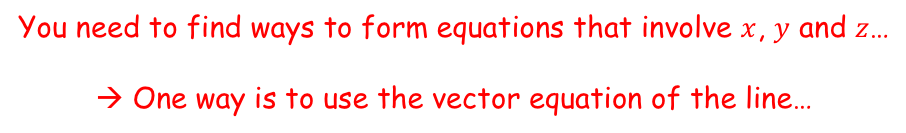 You need to find ways to form equations that involve x, y and z…
→ One way is to use the vector equation of the line…